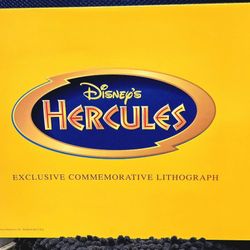 Disney's
HERCULES
EXCLUSIVE COMMEMORATIVE LITHOGRAPH